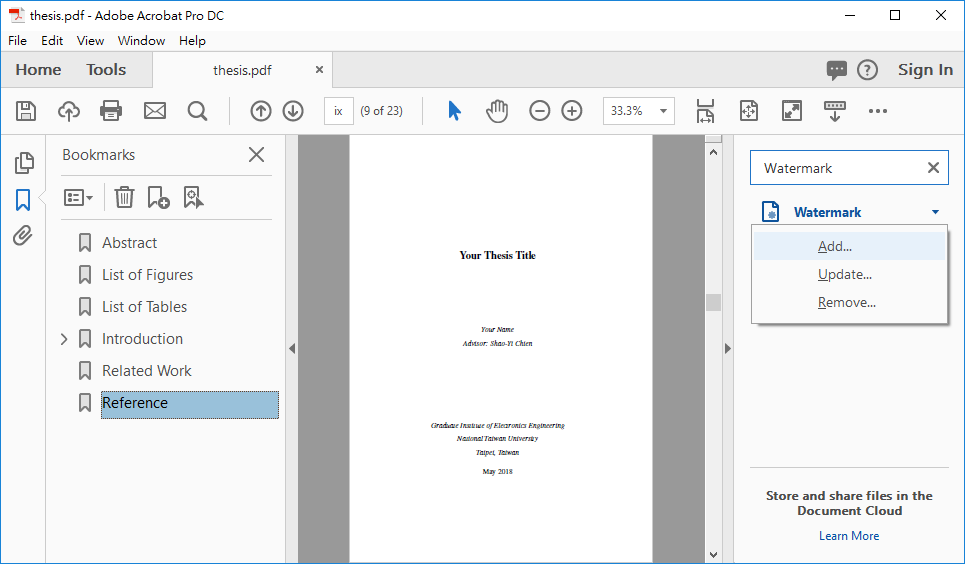 thesis.pdf - Adobe Acrobat Pro DC
File Edit View Window Help
Home Tools thesis.pdf Sign In
ix (9 of 23) 33.3%
Bookmarks
Abstract
List of Figures
List of Tables
Introduction
Related Work
Reference
Your Thesis Title
Your Name
Advisor: Shao-Yi Chien
Graduate Institute of Electronics Engineering
National Taiwan University
Taipei, Taiwan
May 2018
Watermark
Watermark
Add...
Update...
Remove...
Store and share files in the
Document Cloud
Learn More